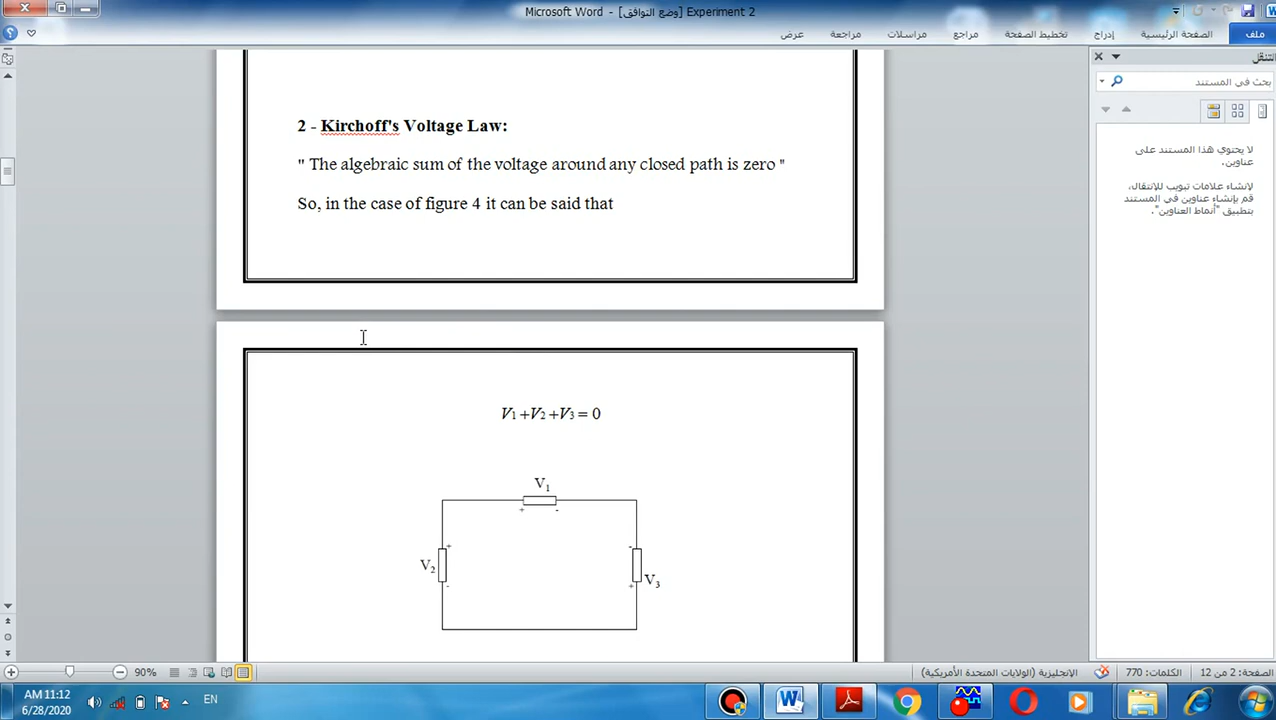 Microsoft Word - [وضع التوافق] Experiment 2
ملف الصفحة الرئيسية إدراج تخطيط الصفحة مراجع مراسلات مراجعة عرض
2 - Kirchoff's Voltage Law:
" The algebraic sum of the voltage around any closed path is zero "
So, in the case of figure 4 it can be said that
V1 +V2 +V3 = 0
V1
+ -
+ -
V2 V3
- +
التنقل
بحث في المستند
لا يحتوي هذا المستند على
عناوين.
لإنشاء علامات تبويب للانتقال،
قم بإنشاء عناوين في المستند
بتطبيق "أنماط العناوين".
90%
الإنجليزية (الولايات المتحدة الأمريكية)
الكلمات: 770
الصفحة: 2 من 12
AM 11:12
6/28/2020
EN